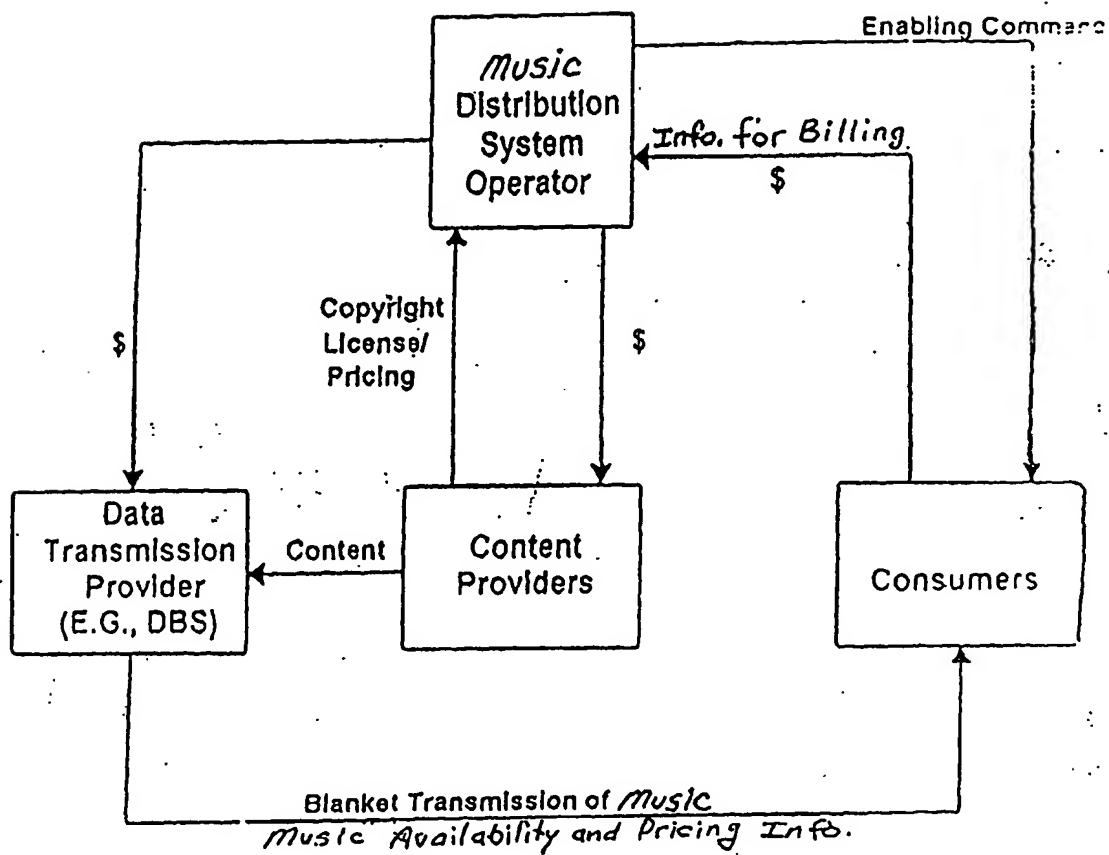 Enabling Comman
Music
Distribution
System
Operator
Info. for Billing
$
Copyright
License/
Pricing
$
$
Data
Transmission
Provider
(E.G., DBS)
Content
Content
Providers
Consumers
Blanket Transmission of Music
Music Availability and Pricing Info.